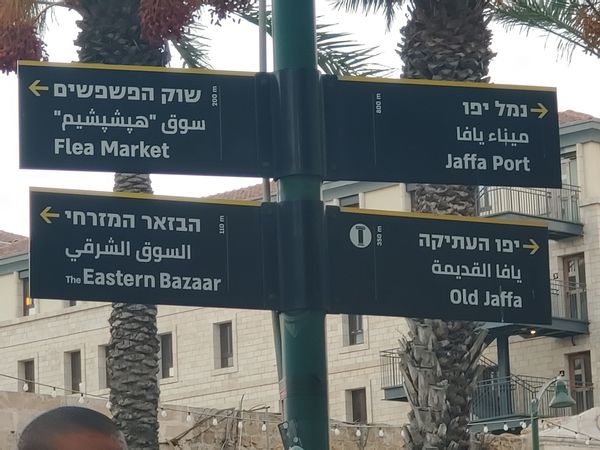 שוק הפשפשים
سوق "هپشپشيم"
Flea Market
200 m
נמל יפו
ميناء يافا
Jaffa Port
800 m
הבזאר המזרחי
السوق الشرقي
The Eastern Bazaar
110 m
יפו העתיקה
يافا القديمة
Old Jaffa
350 m